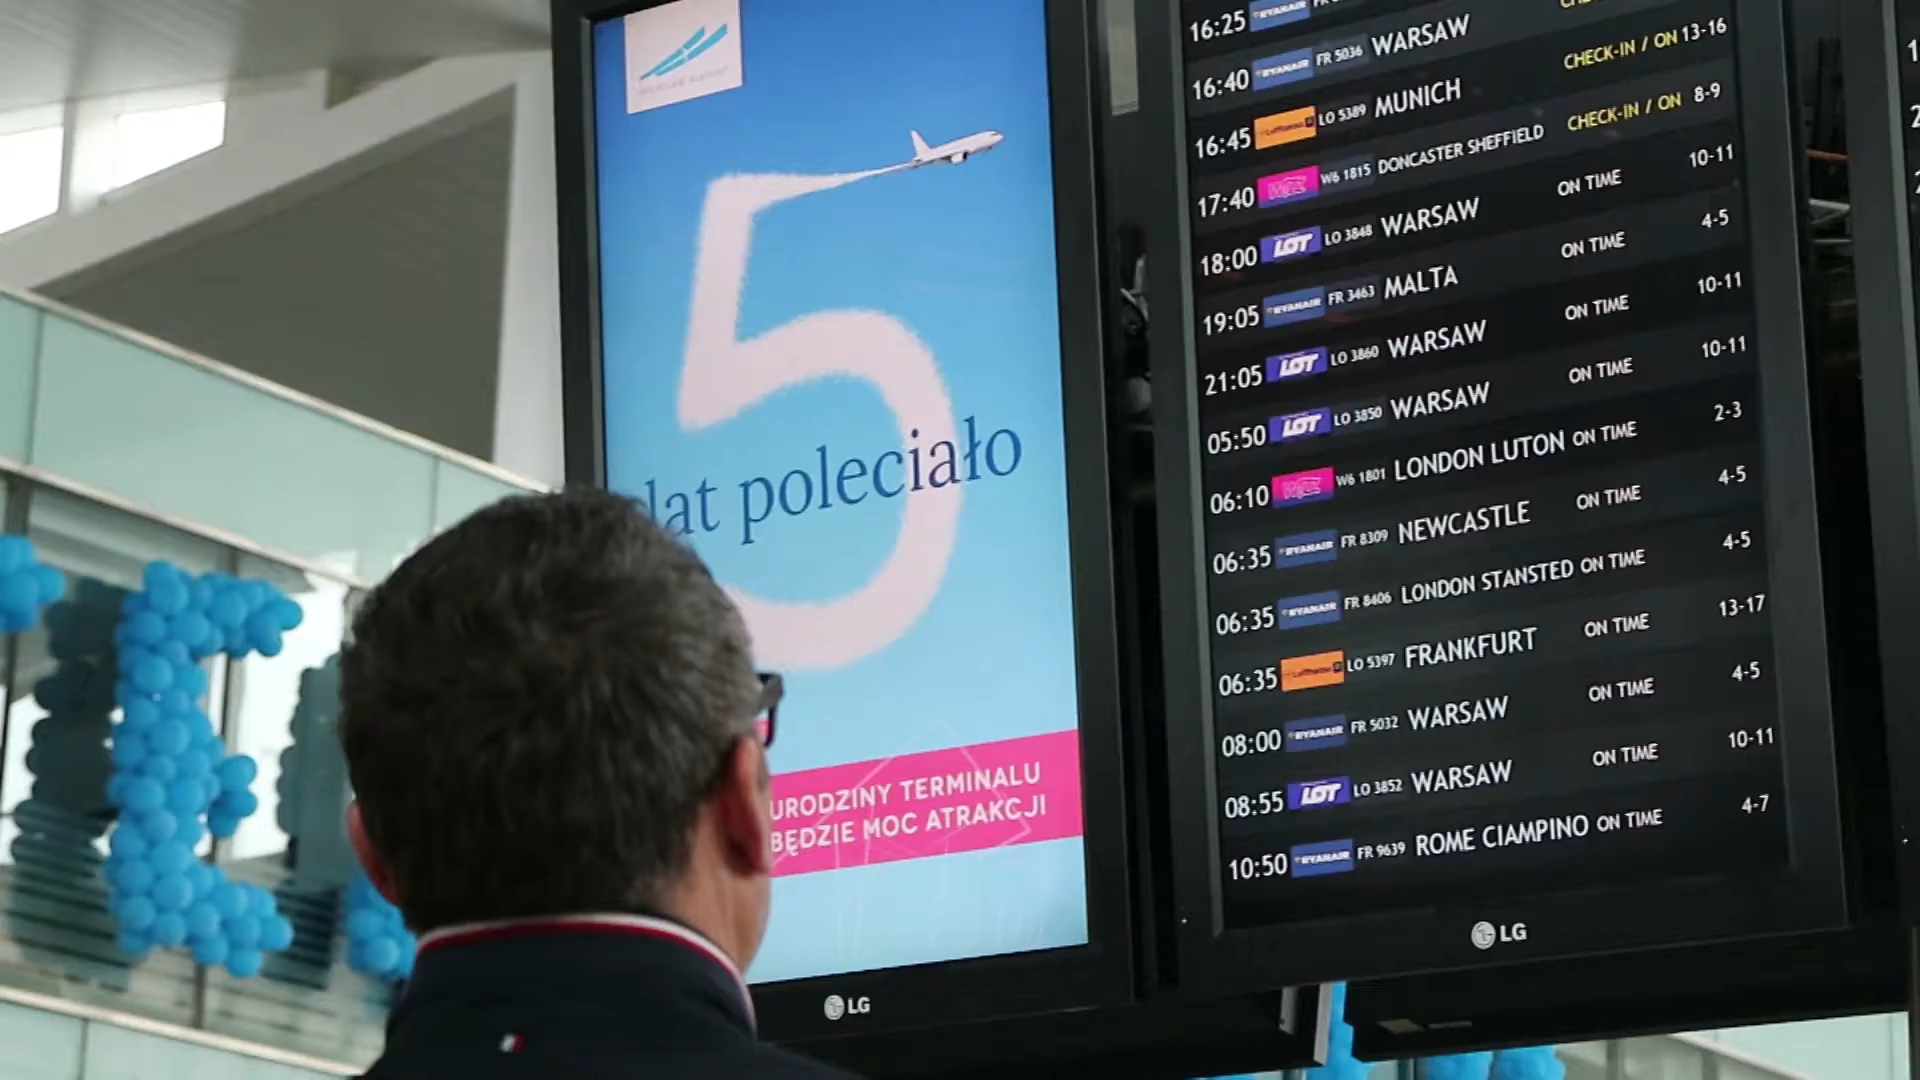 5
lat poleciało
URODZINY TERMINALU
BĘDZIE MOC ATRAKCJI
LG
16:25 RYANAIR FR
16:40 RYANAIR FR 5036 WARSAW
16:45 Lufthansa LO 5389 MUNICH CHECK-IN / ON 13-16
17:40 Wizz W6 1815 DONCASTER SHEFFIELD CHECK-IN / ON 8-9
18:00 LOT LO 3848 WARSAW ON TIME 10-11
19:05 RYANAIR FR 3463 MALTA ON TIME 4-5
21:05 LOT LO 3860 WARSAW ON TIME 10-11
05:50 LOT LO 3850 WARSAW ON TIME 10-11
06:10 Wizz W6 1801 LONDON LUTON ON TIME 2-3
06:35 RYANAIR FR 8309 NEWCASTLE ON TIME 4-5
06:35 RYANAIR FR 8406 LONDON STANSTED ON TIME 4-5
06:35 Lufthansa LO 5397 FRANKFURT ON TIME 13-17
08:00 RYANAIR FR 5032 WARSAW ON TIME 4-5
08:55 LOT LO 3852 WARSAW ON TIME 10-11
10:50 RYANAIR FR 9639 ROME CIAMPINO ON TIME 4-7
LG